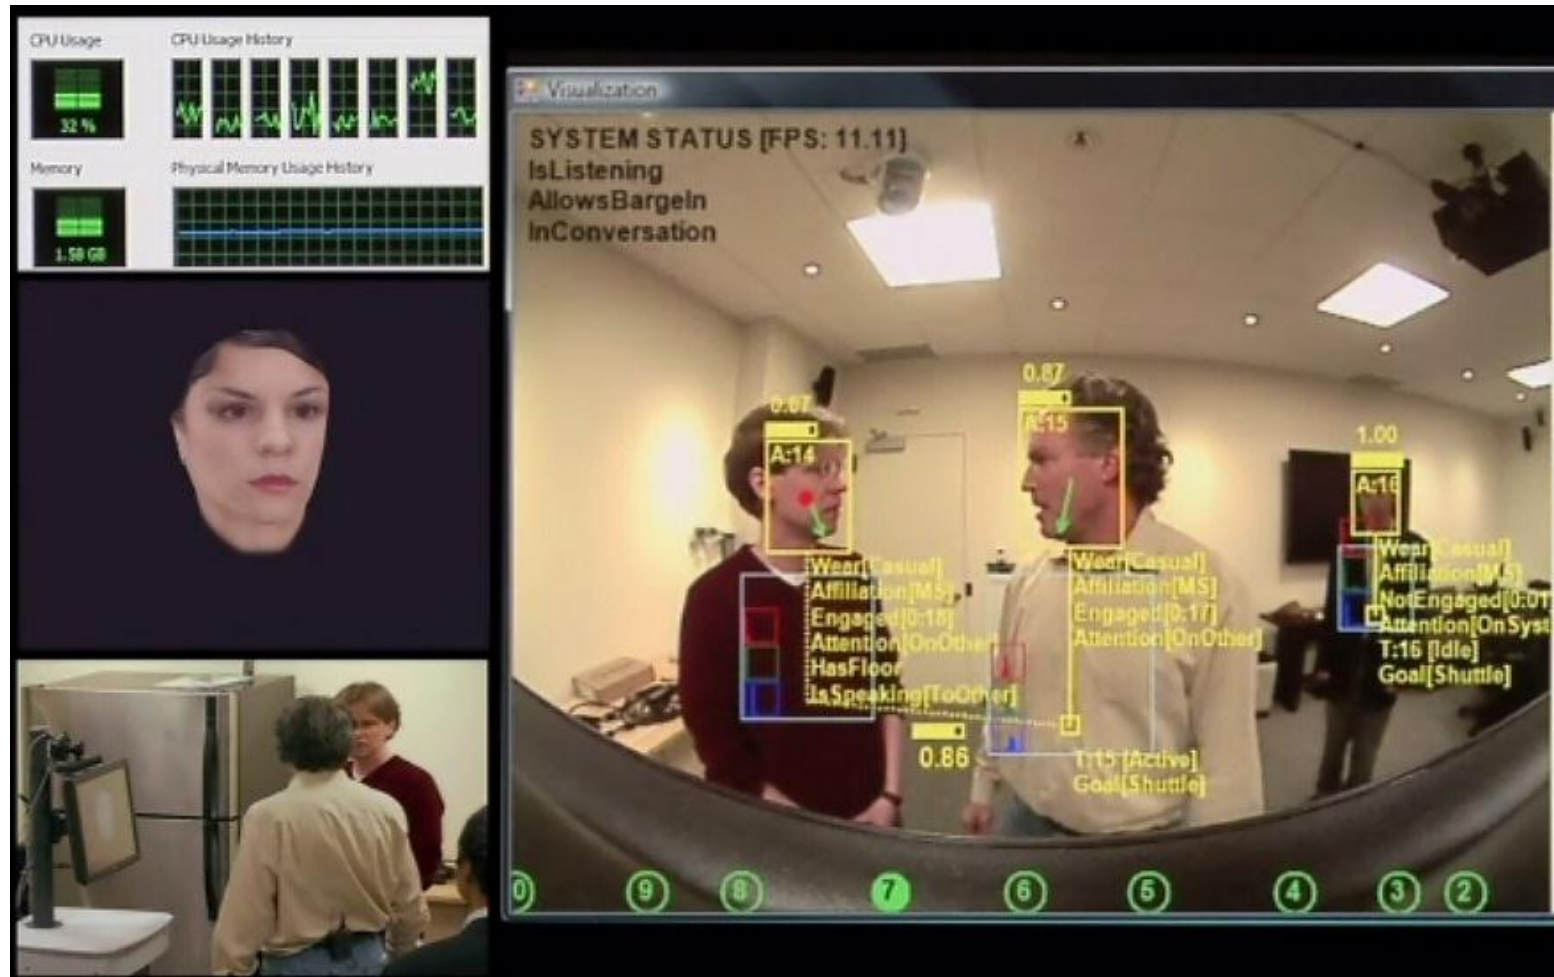 CPU Usage
CPU Usage History
32 %
Memory
Physical Memory Usage History
1.58 GB
Visualization
SYSTEM STATUS [FPS: 11.11]
IsListening
AllowsBargeIn
InConversation
0.67
A:14
Wear[Casual]
Affiliation[MS]
Engaged[0:18]
Attention[OnOther]
HasFloor
IsSpeaking[ToOther]
0.86
0.87
A:15
Wear[Casual]
Affiliation[MS]
Engaged[0:17]
Attention[OnOther]
T:15 [Active]
Goal[Shuttle]
1.00
A:16
Wear[Casual]
Affiliation[MS]
NotEngaged[0:01
Attention[OnSyst
T:16 [Idle]
Goal[Shuttle]
0 9 8 7 6 5 4 3 2